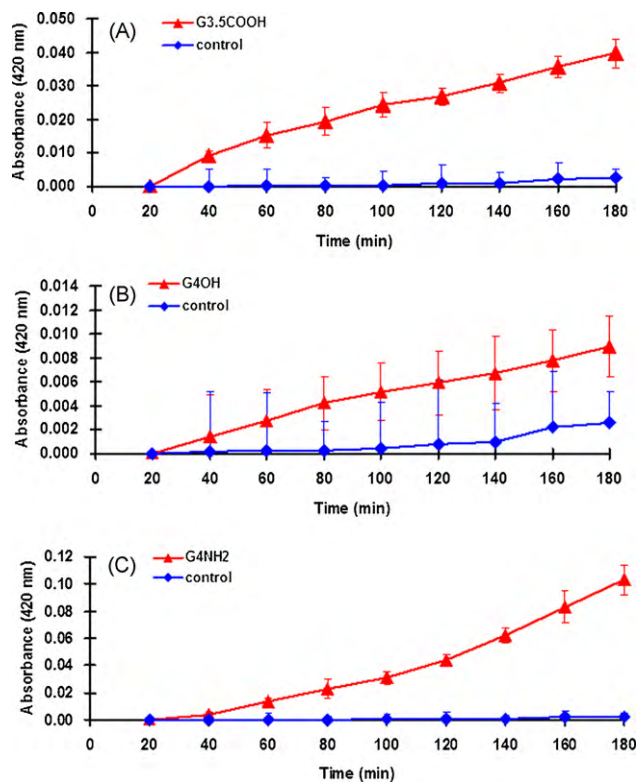 (A)
G3.5COOH
control
Absorbance (420 nm)
0.050
0.040
0.030
0.020
0.010
0.000
0 20 40 60 80 100 120 140 160 180
Time (min)
(B)
G4OH
control
Absorbance (420 nm)
0.014
0.012
0.010
0.008
0.006
0.004
0.002
0.000
0 20 40 60 80 100 120 140 160 180
Time (min)
(C)
G4NH2
control
Absorbance (420 nm)
0.12
0.10
0.08
0.06
0.04
0.02
0.00
0 20 40 60 80 100 120 140 160 180
Time (min)